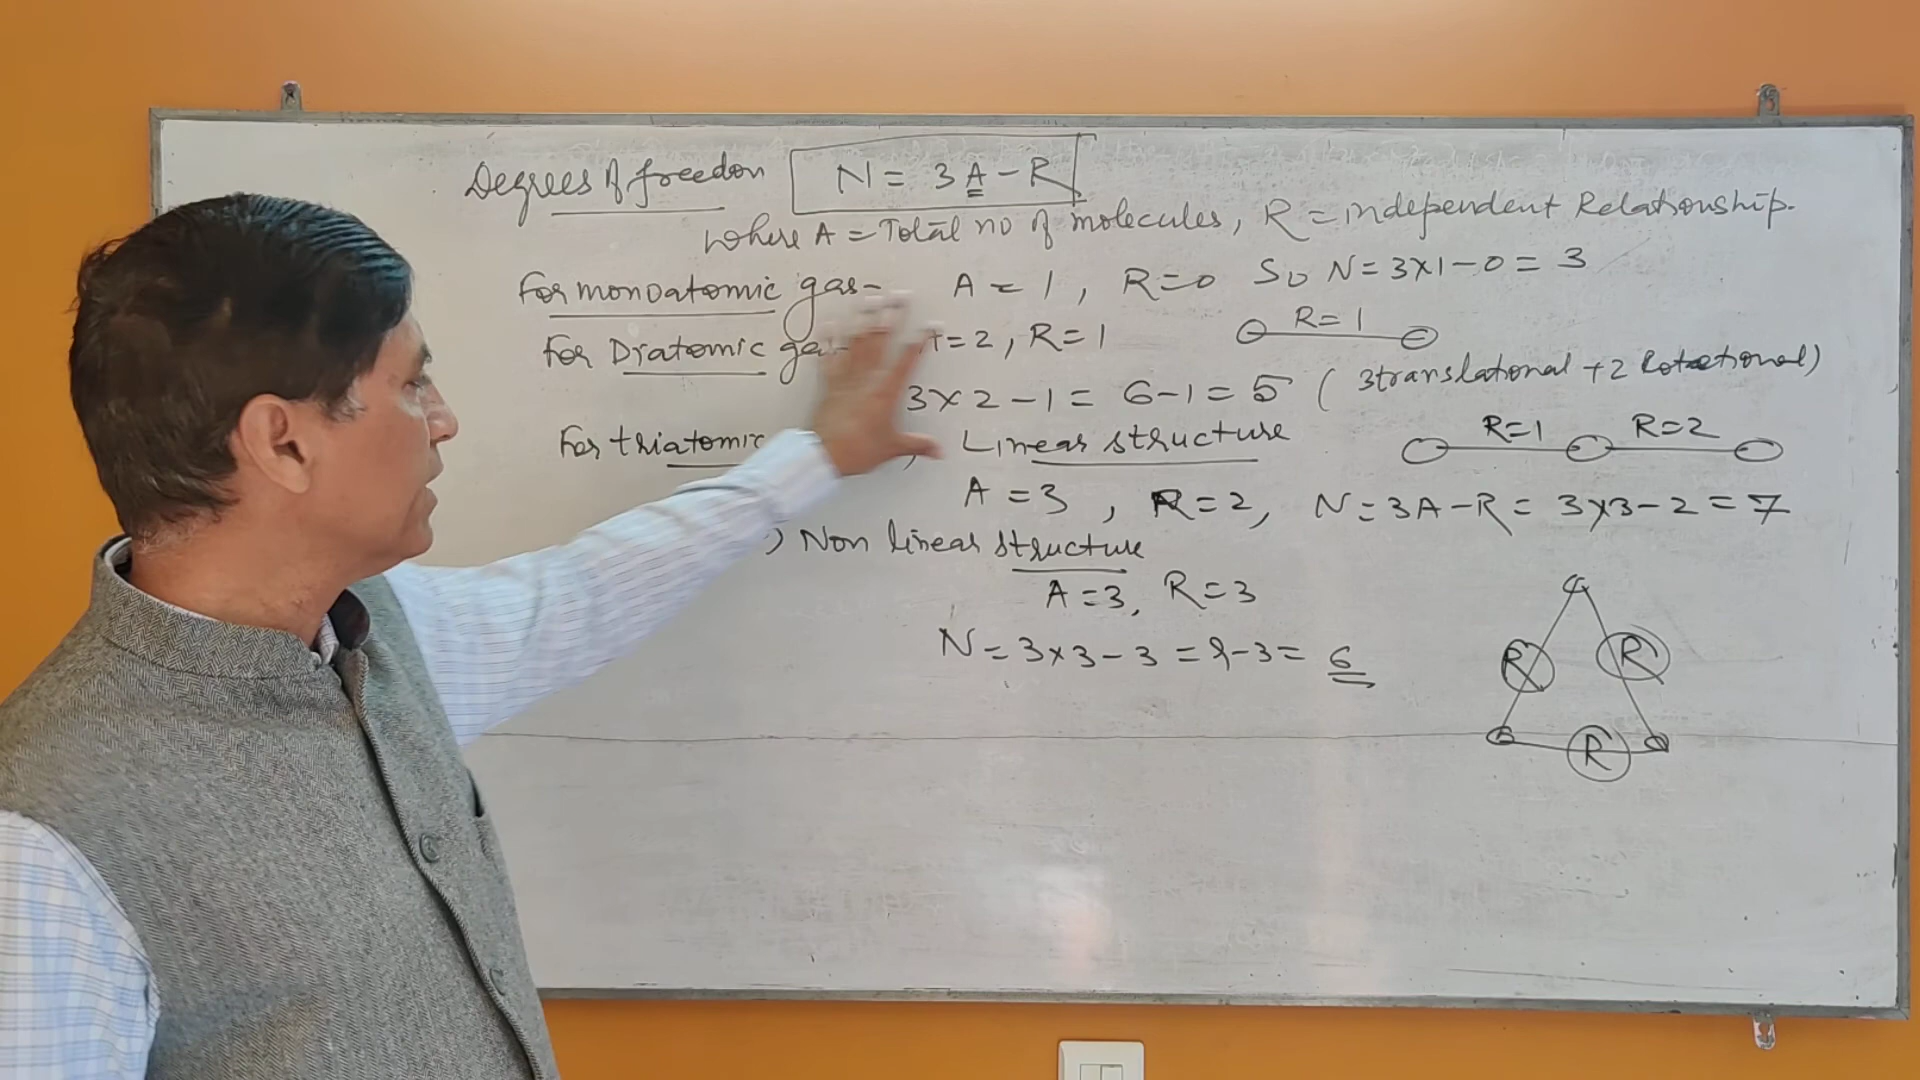 Degrees of freedon N = 3A - R
where A = Total no of molecules, R = independent Relationship.
For monoatomic gas- A = 1, R=0 So N=3x1-0=3
For Diatomic =2, R=1 R=1
3x2-1= 6-1=5 (3translational +2 Rotational)
For triatomic Linear structure R=1 R=2
A=3, R=2, N=3A-R= 3x3-2=7
) Non linear structure
A=3, R=3
N=3x3-3=9-3=6
R R
R